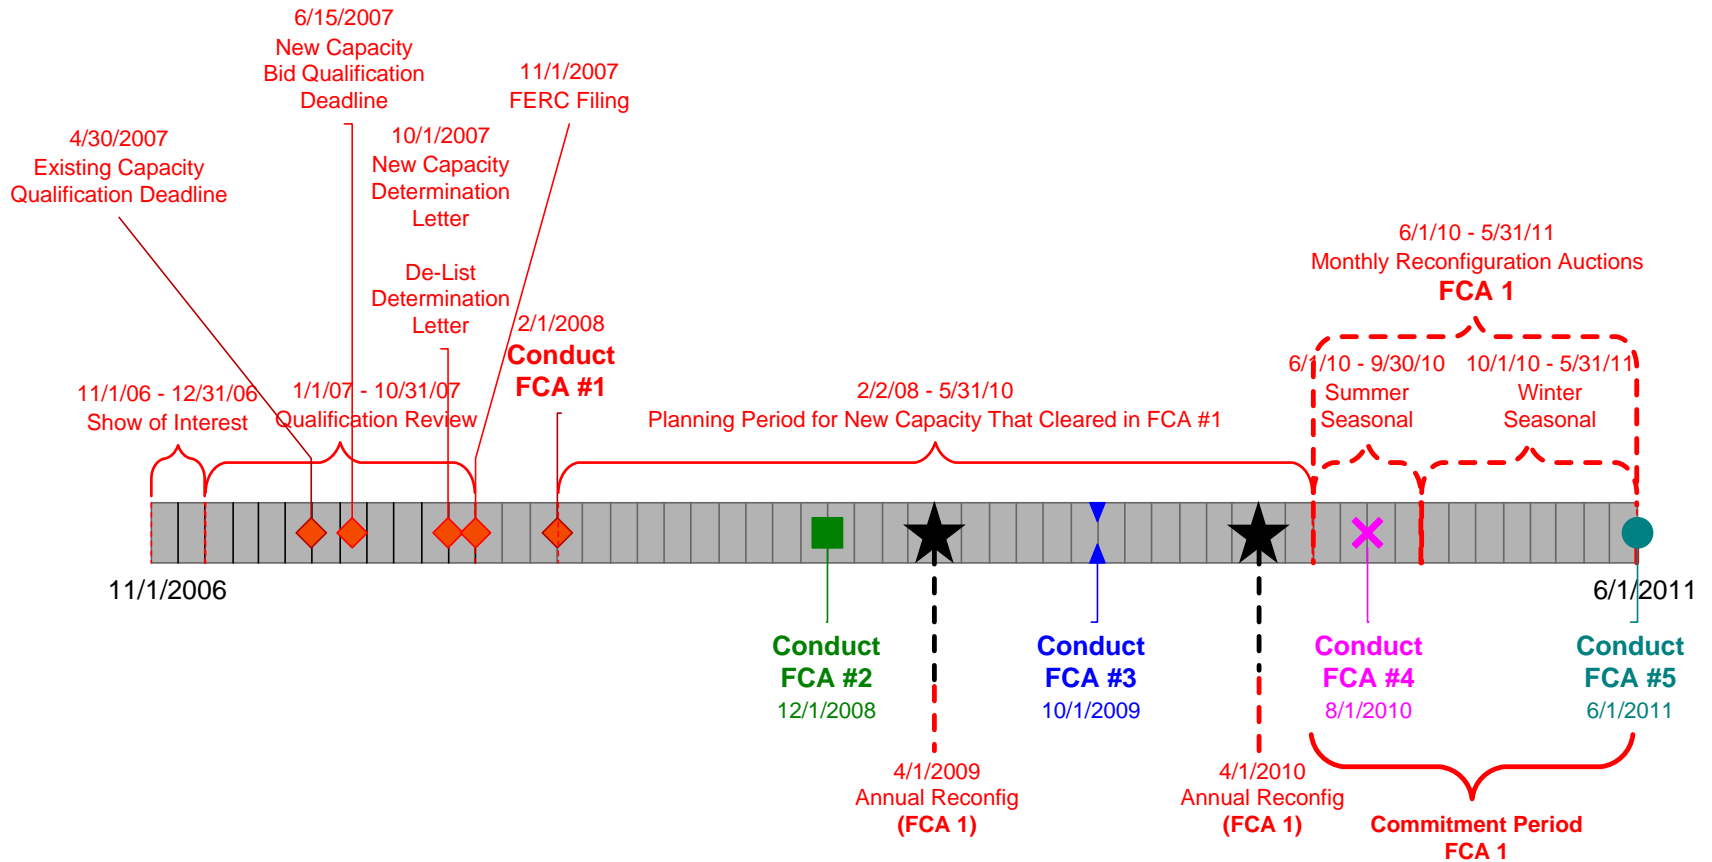 6/15/2007
New Capacity
Bid Qualification
Deadline
11/1/2007
FERC Filing
4/30/2007
Existing Capacity
Qualification Deadline
10/1/2007
New Capacity
Determination
Letter
De-List
Determination
Letter
2/1/2008
Conduct
FCA #1
6/1/10 - 5/31/11
Monthly Reconfiguration Auctions
FCA 1
11/1/06 - 12/31/06
Show of Interest
1/1/07 - 10/31/07
Qualification Review
2/2/08 - 5/31/10
Planning Period for New Capacity That Cleared in FCA #1
6/1/10 - 9/30/10
Summer
Seasonal
10/1/10 - 5/31/11
Winter
Seasonal
11/1/2006
6/1/2011
Conduct
FCA #2
12/1/2008
Conduct
FCA #3
10/1/2009
Conduct
FCA #4
8/1/2010
Conduct
FCA #5
6/1/2011
4/1/2009
Annual Reconfig
(FCA 1)
4/1/2010
Annual Reconfig
(FCA 1)
Commitment Period
FCA 1